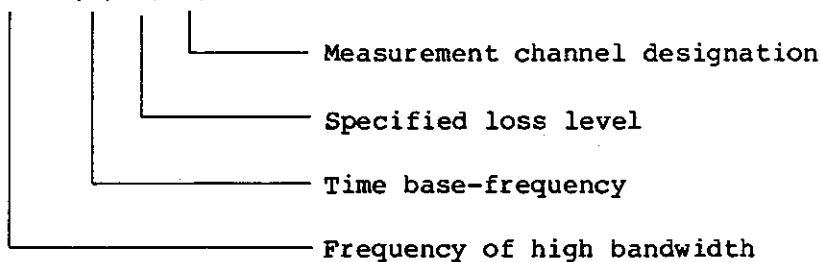 Measurement channel designation
Specified loss level
Time base-frequency
Frequency of high bandwidth